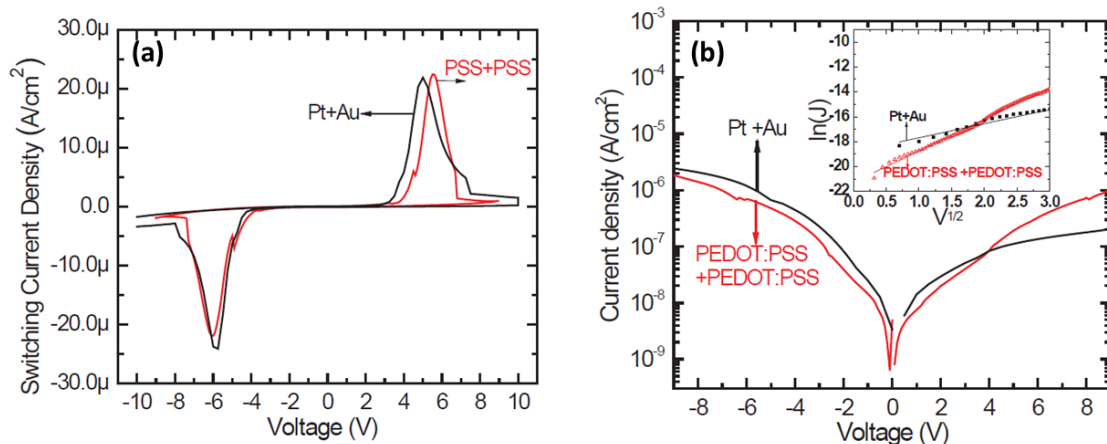 (a)
Switching Current Density (A/cm²)
30.0μ
20.0μ
10.0μ
0.0
-10.0μ
-20.0μ
-30.0μ
PSS+PSS
Pt+Au
-10 -8 -6 -4 -2 0 2 4 6 8 10
Voltage (V)
(b)
Current density (A/cm²)
10⁻³
10⁻⁴
10⁻⁵
10⁻⁶
10⁻⁷
10⁻⁸
10⁻⁹
Pt +Au
PEDOT:PSS
+PEDOT:PSS
-8 -4 0 4 8
Voltage (V)
ln(J)
-10
-12
-14
-16
-18
-20
-22
Pt+Au
PEDOT:PSS +PEDOT:PSS
0.0 0.5 1.0 1.5 2.0 2.5 3.0
V¹/²